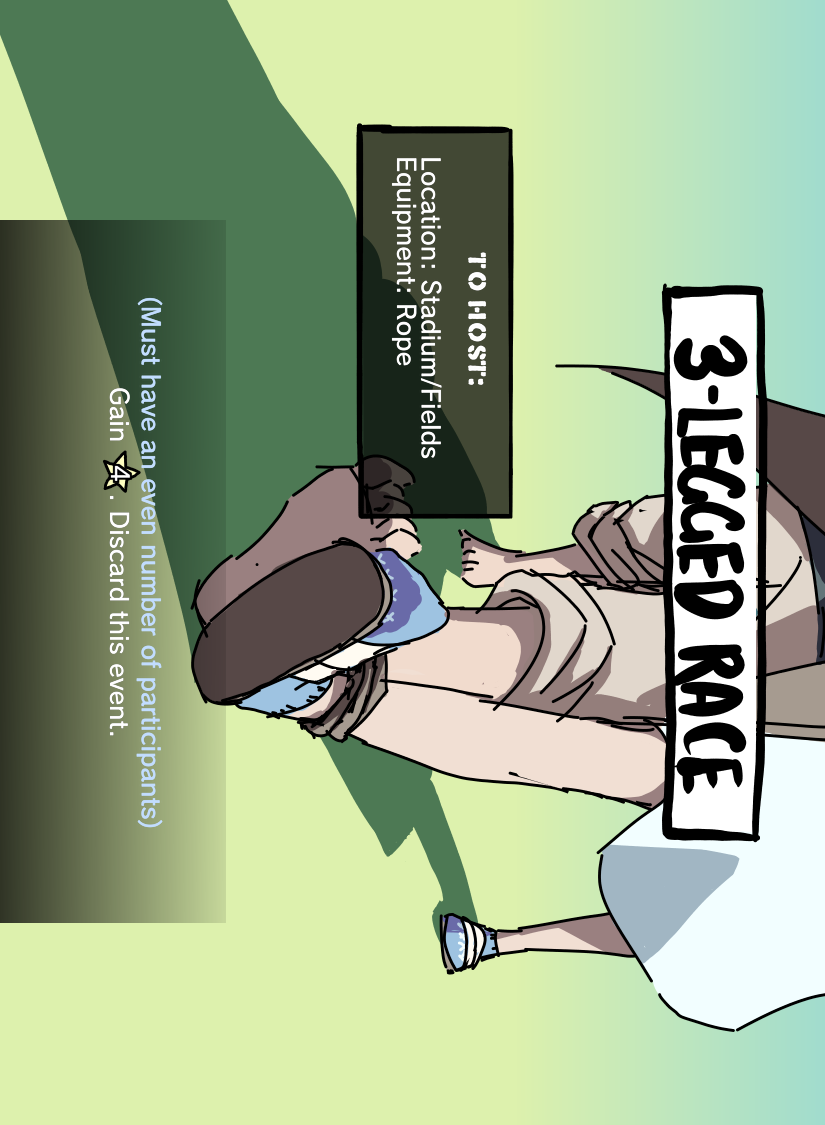 3-LEGGED RACE
TO HOST:
Location: Stadium/Fields
Equipment: Rope
(Must have an even number of participants)
Gain 4. Discard this event.